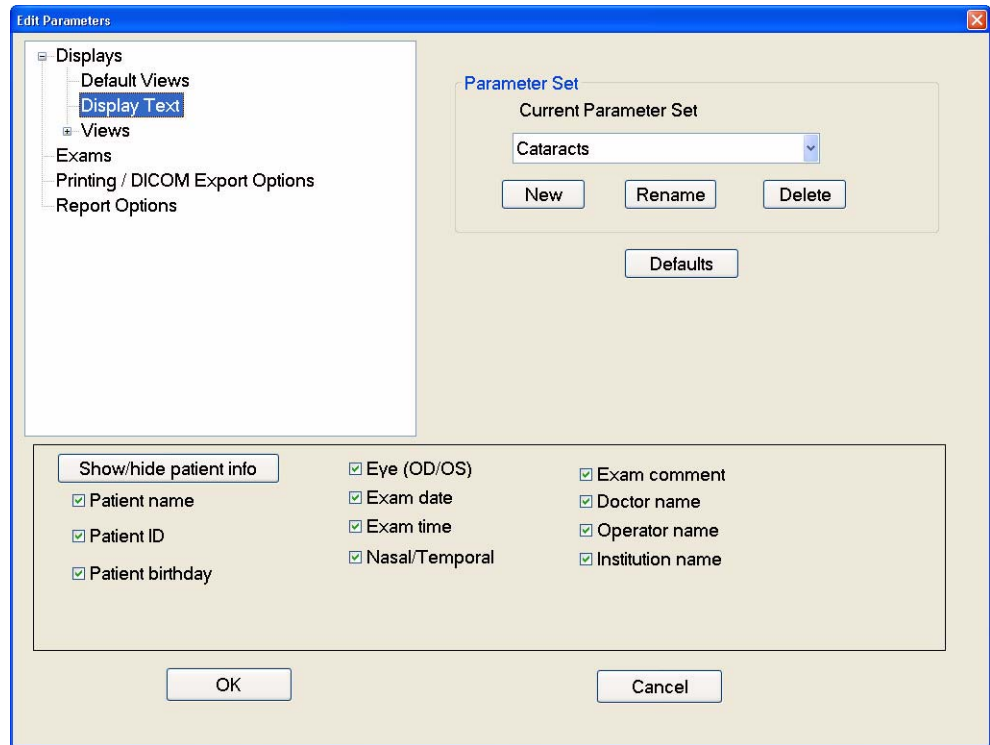 Edit Parameters
Displays
Default Views
Display Text
Views
Exams
Printing / DICOM Export Options
Report Options
Parameter Set
Current Parameter Set
Cataracts
New Rename Delete
Defaults
Show/hide patient info
Patient name
Patient ID
Patient birthday
Eye (OD/OS)
Exam date
Exam time
Nasal/Temporal
Exam comment
Doctor name
Operator name
Institution name
OK Cancel